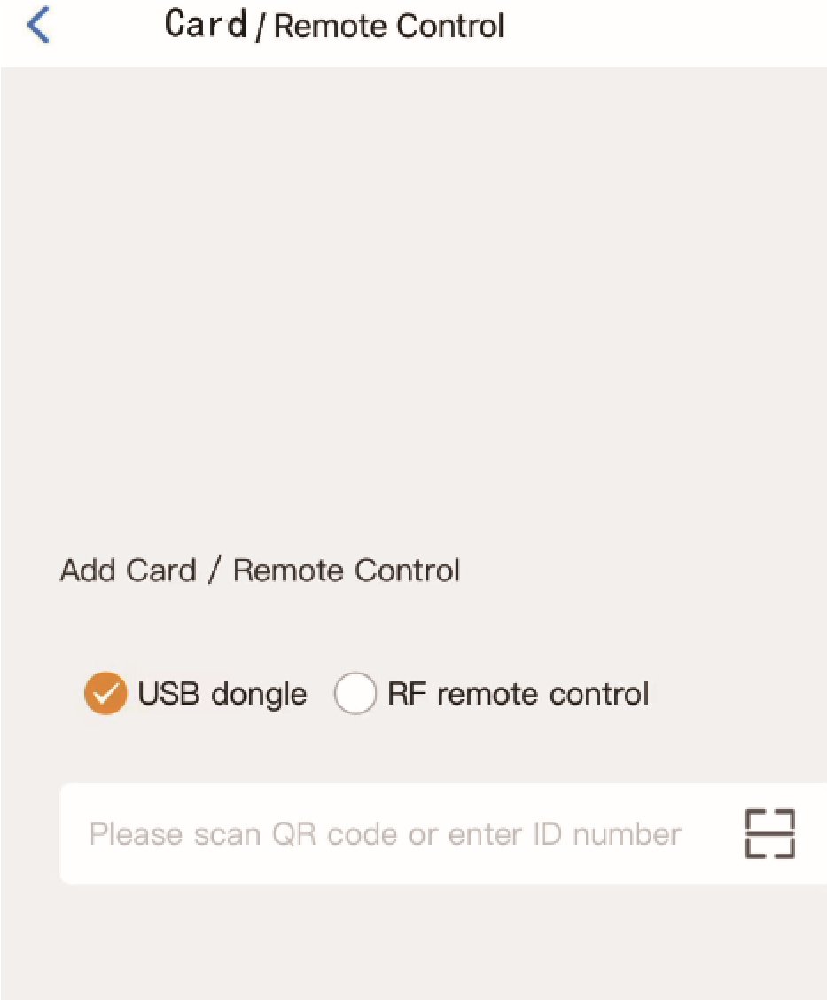 Card / Remote Control
Add Card / Remote Control
USB dongle RF remote control
Please scan QR code or enter ID number